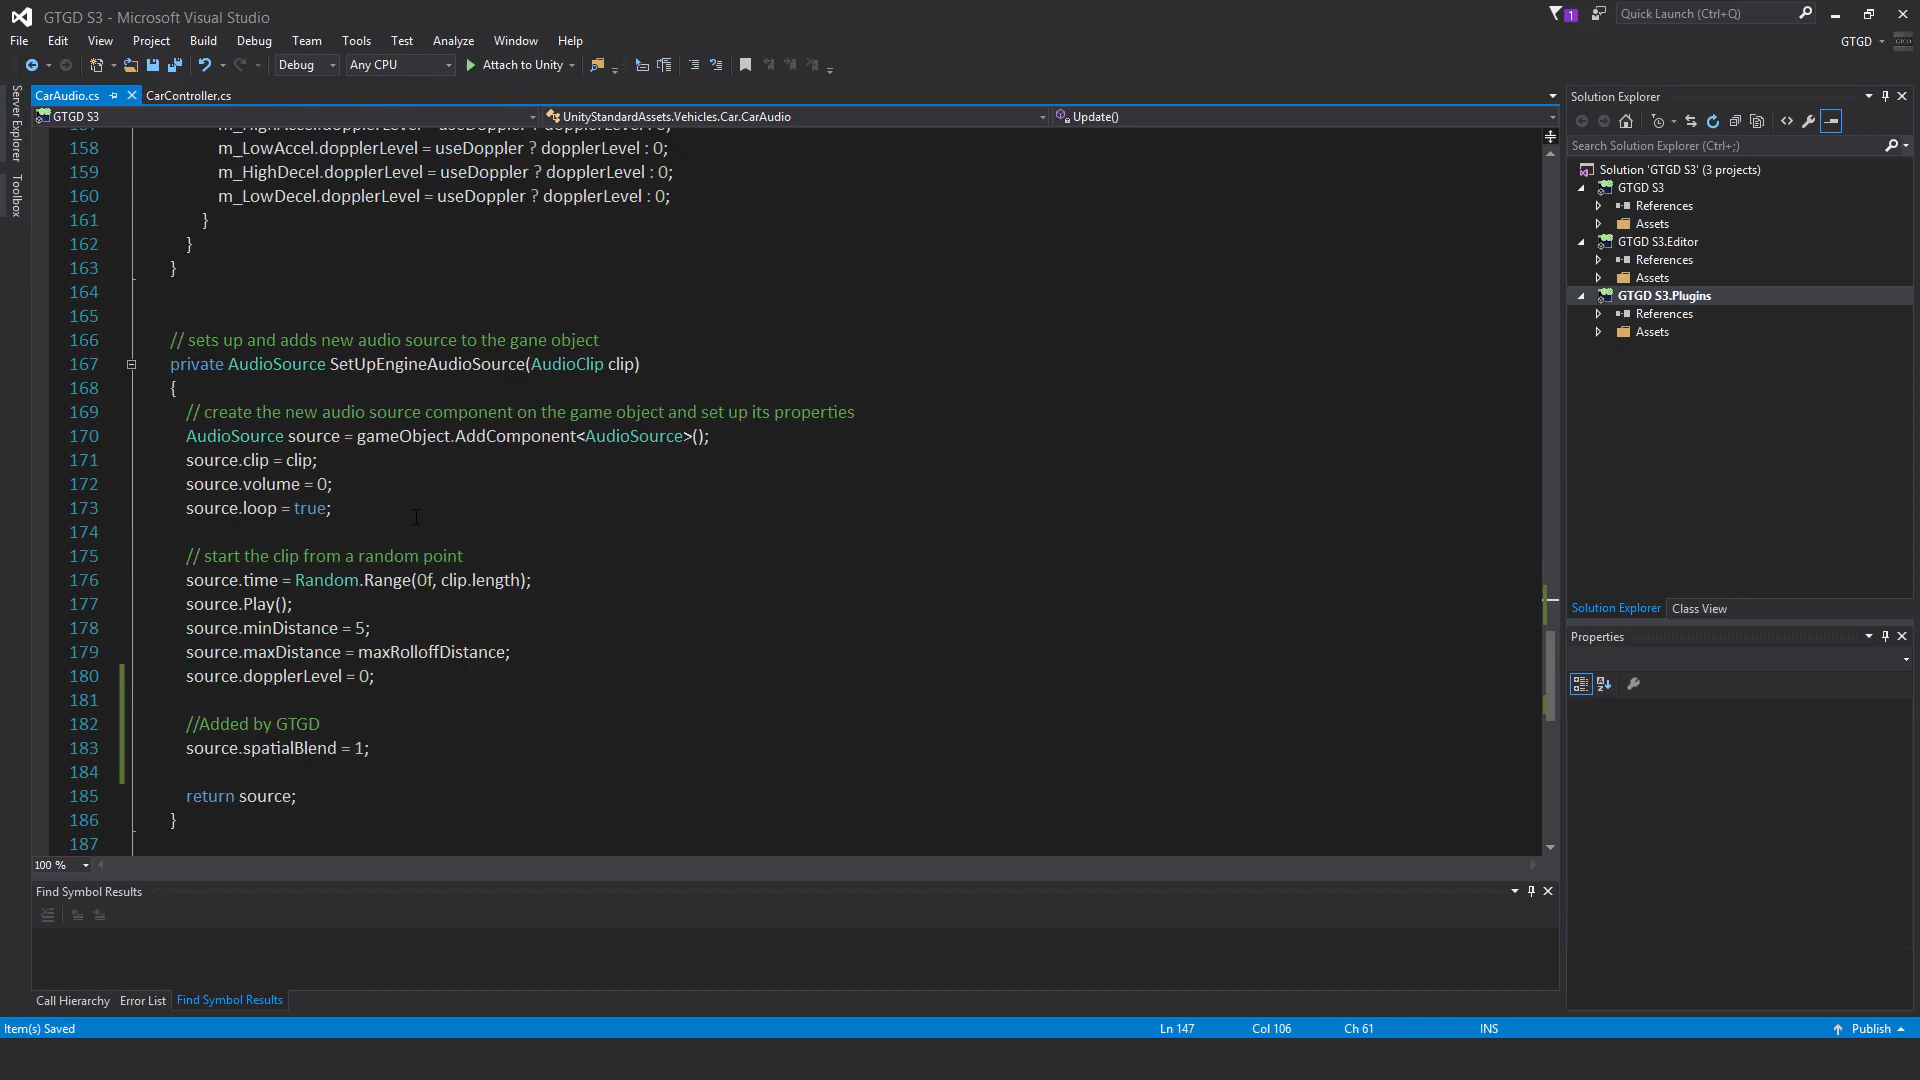 GTGD S3 - Microsoft Visual Studio
1
Quick Launch (Ctrl+Q)
File Edit View Project Build Debug Team Tools Test Analyze Window Help
GTGD
Debug Any CPU Attach to Unity
Server Explorer
Toolbox
CarAudio.cs CarController.cs
GTGD S3 UnityStandardAssets.Vehicles.Car.CarAudio Update()
158 m_LowAccel.dopplerLevel = useDoppler ? dopplerLevel : 0;
159 m_HighDecel.dopplerLevel = useDoppler ? dopplerLevel : 0;
160 m_LowDecel.dopplerLevel = useDoppler ? dopplerLevel : 0;
161 }
162 }
163 }
164
165
166 // sets up and adds new audio source to the gane object
167 private AudioSource SetUpEngineAudioSource(AudioClip clip)
168 {
169 // create the new audio source component on the game object and set up its properties
170 AudioSource source = gameObject.AddComponent<AudioSource>();
171 source.clip = clip;
172 source.volume = 0;
173 source.loop = true;
174
175 // start the clip from a random point
176 source.time = Random.Range(0f, clip.length);
177 source.Play();
178 source.minDistance = 5;
179 source.maxDistance = maxRolloffDistance;
180 source.dopplerLevel = 0;
181
182 //Added by GTGD
183 source.spatialBlend = 1;
184
185 return source;
186 }
187
100 %
Find Symbol Results
Call Hierarchy Error List Find Symbol Results
Solution Explorer
Search Solution Explorer (Ctrl+;)
Solution 'GTGD S3' (3 projects)
GTGD S3
References
Assets
GTGD S3.Editor
References
Assets
GTGD S3.Plugins
References
Assets
Solution Explorer Class View
Properties
Item(s) Saved Ln 147 Col 106 Ch 61 INS Publish